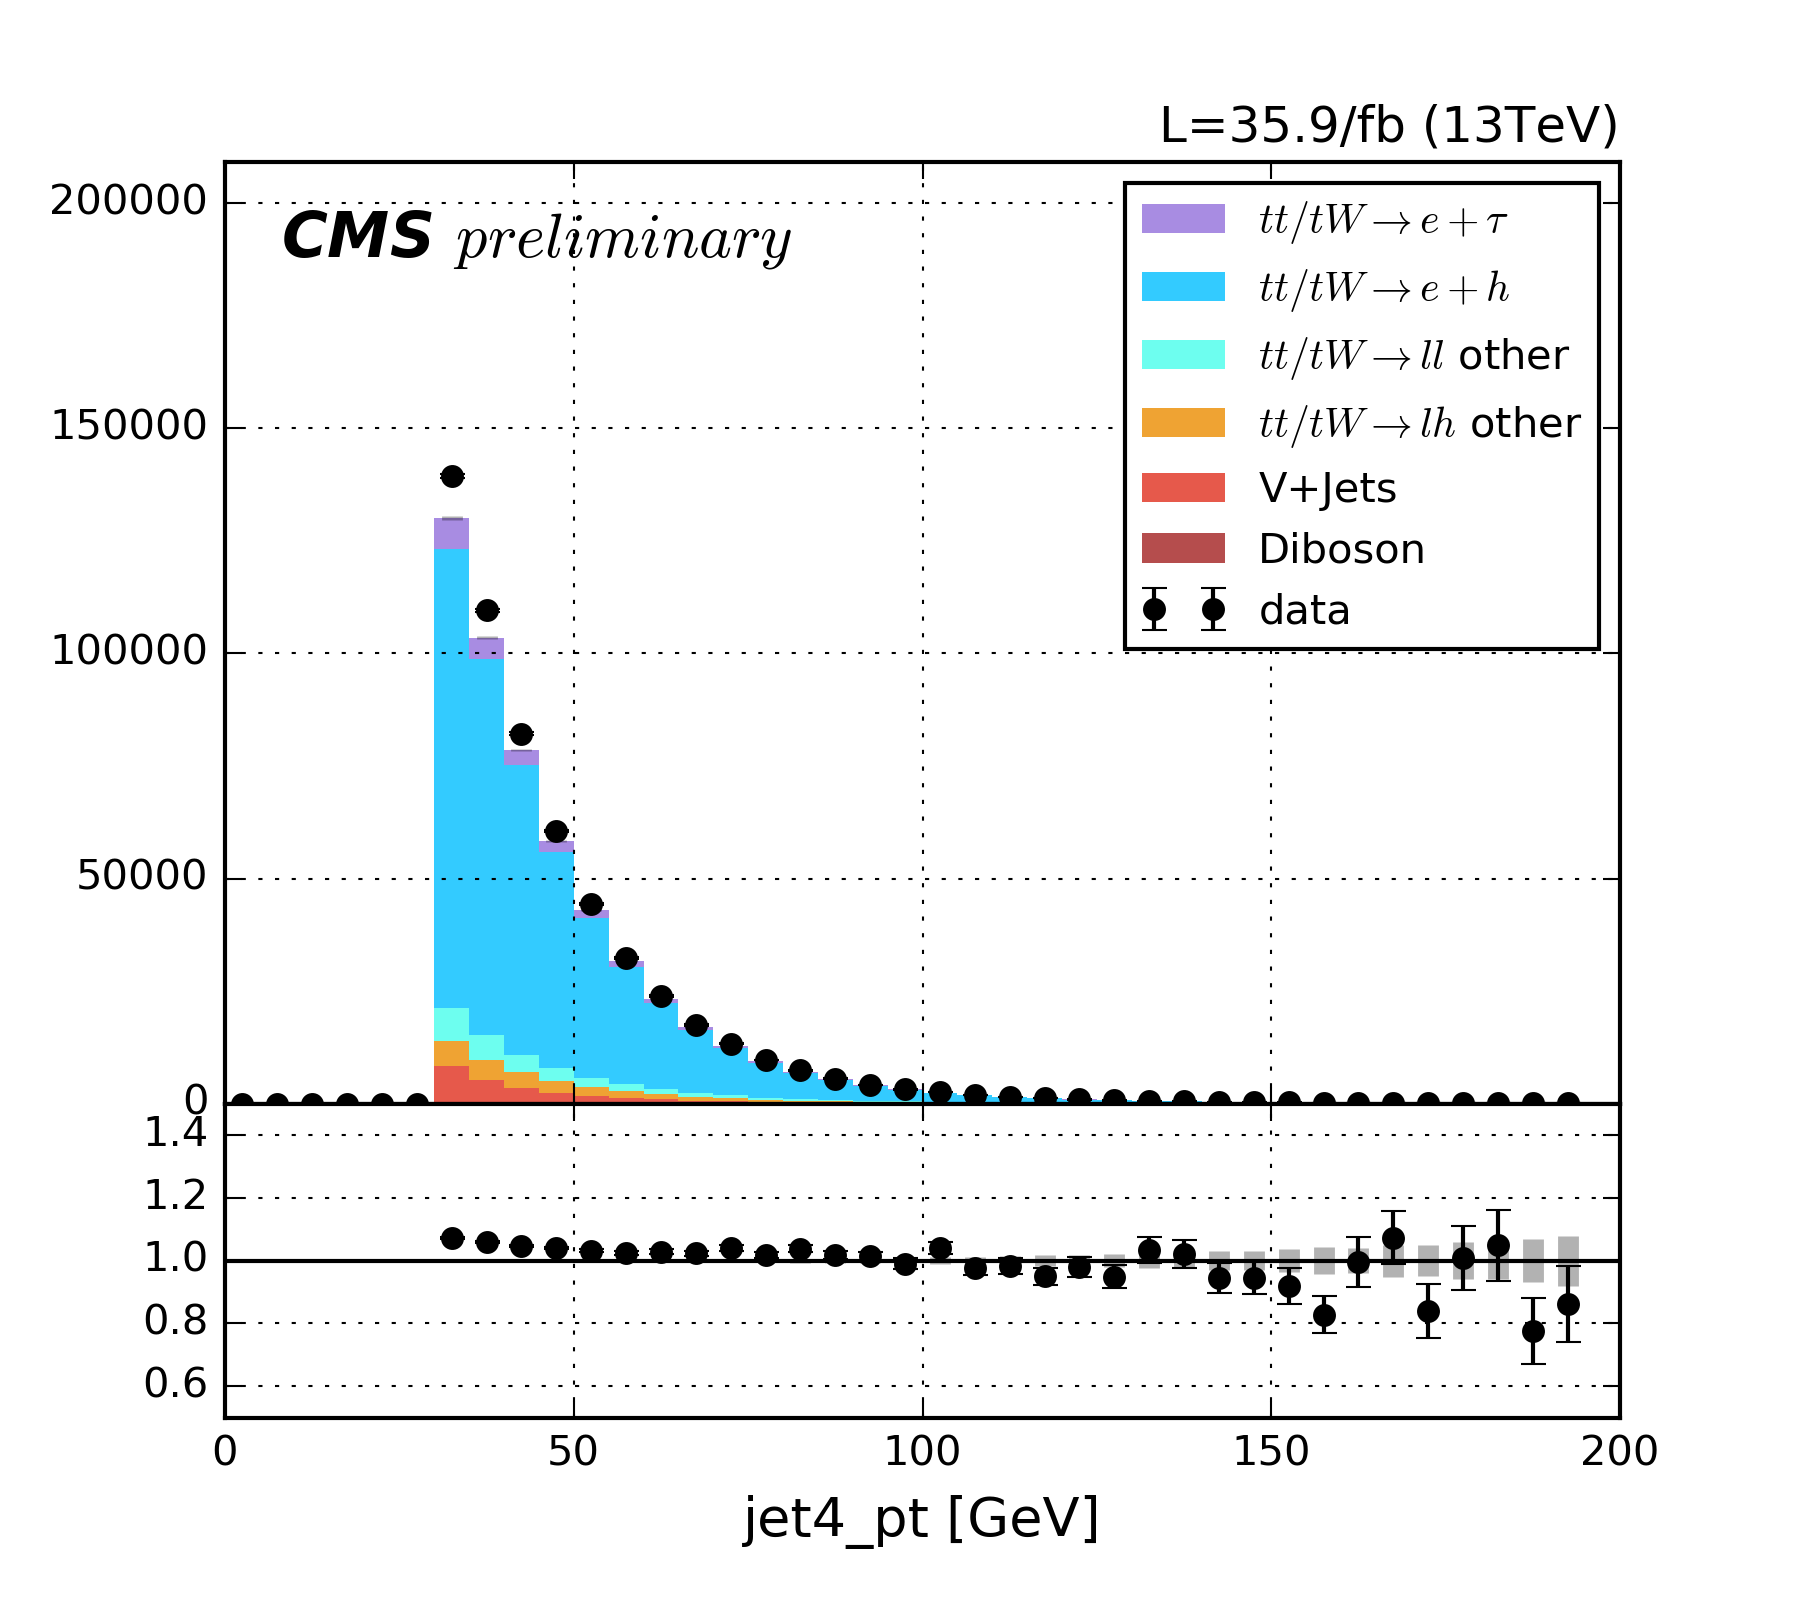 L=35.9/fb (13TeV)
CMS preliminary
200000
150000
100000
50000
0
tt/tW→e+τ
tt/tW→e+h
tt/tW→ll other
tt/tW→lh other
V+Jets
Diboson
data
1.4
1.2
1.0
0.8
0.6
0 50 100 150 200
jet4_pt [GeV]